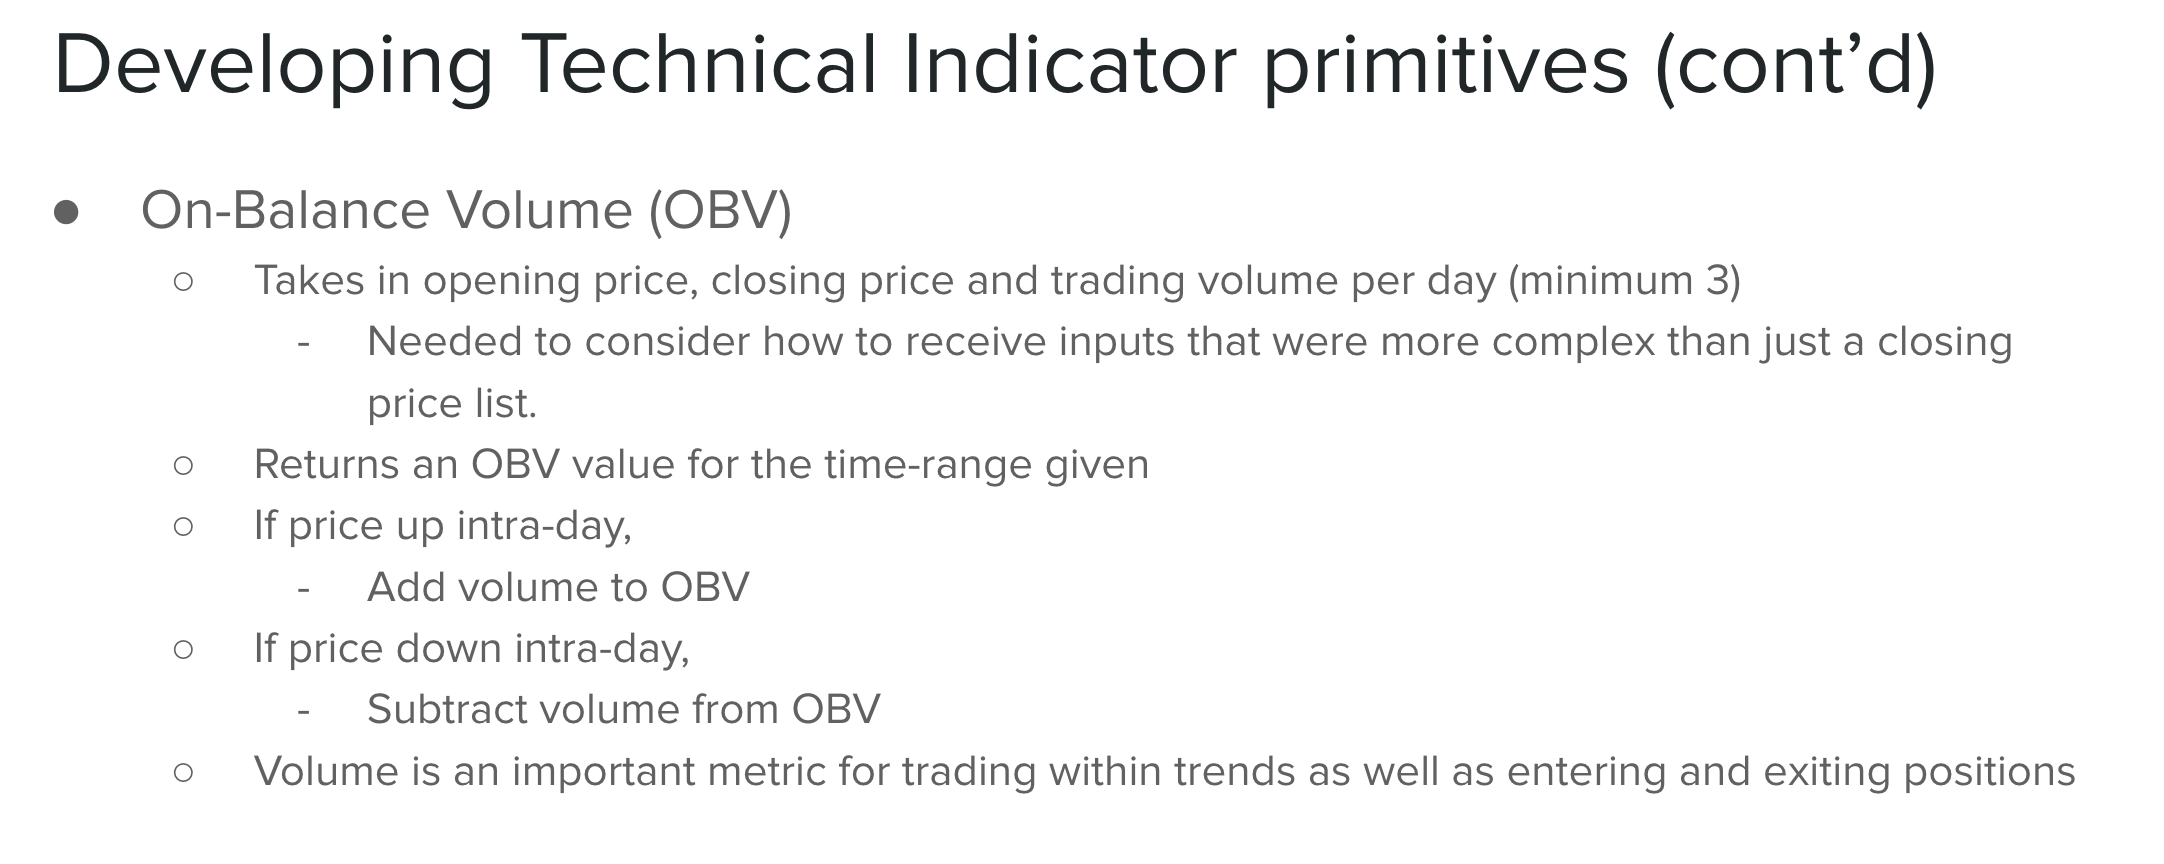 Developing Technical Indicator primitives (cont’d)
● On-Balance Volume (OBV)
○ Takes in opening price, closing price and trading volume per day (minimum 3)
- Needed to consider how to receive inputs that were more complex than just a closing
price list.
○ Returns an OBV value for the time-range given
○ If price up intra-day,
- Add volume to OBV
○ If price down intra-day,
- Subtract volume from OBV
○ Volume is an important metric for trading within trends as well as entering and exiting positions